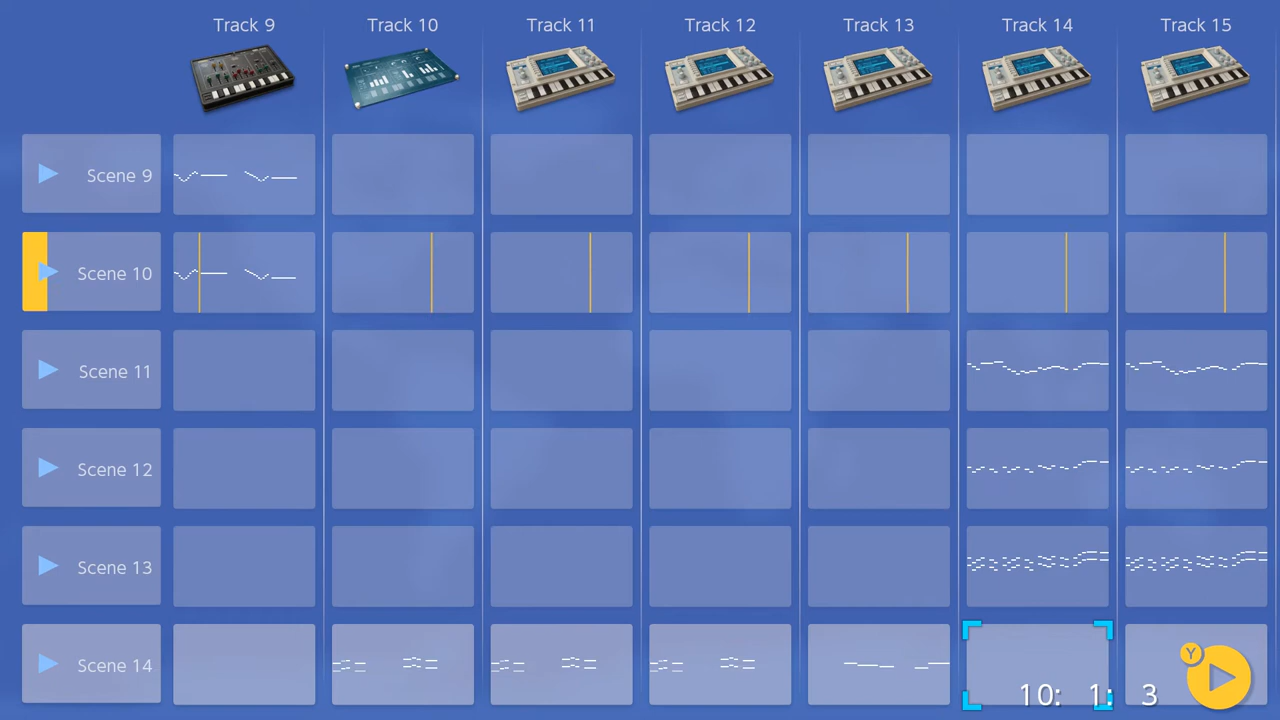 Track 9 Track 10 Track 11 Track 12 Track 13 Track 14 Track 15
Scene 9
Scene 10
Scene 11
Scene 12
Scene 13
Scene 14
Y
10: 1: 3